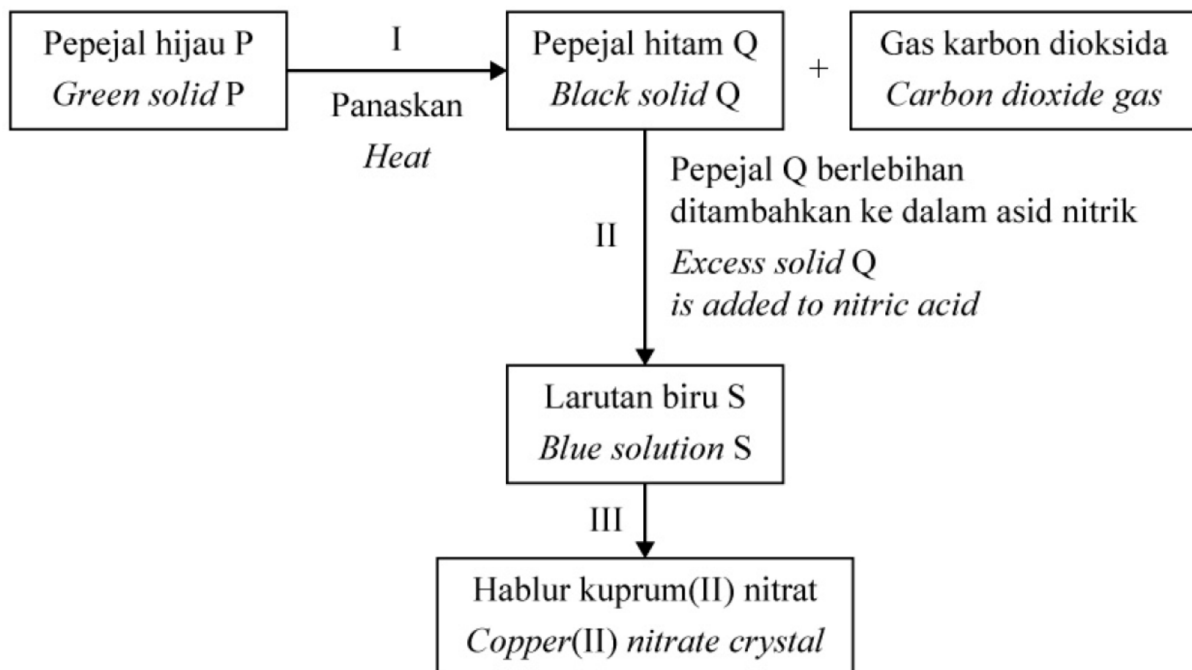 Pepejal hijau P
Green solid P
I
Panaskan
Heat
Pepejal hitam Q
Black solid Q
+
Gas karbon dioksida
Carbon dioxide gas
II
Pepejal Q berlebihan
ditambahkan ke dalam asid nitrik
Excess solid Q
is added to nitric acid
Larutan biru S
Blue solution S
III
Hablur kuprum(II) nitrat
Copper(II) nitrate crystal